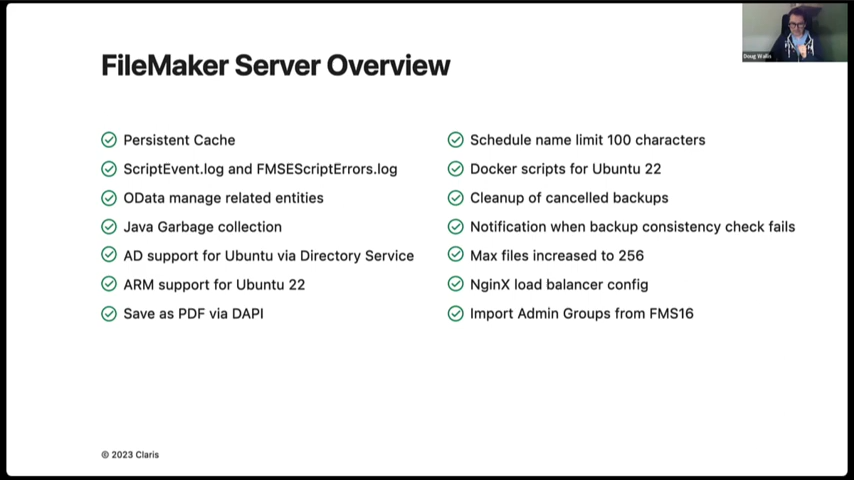 FileMaker Server Overview
Persistent Cache
ScriptEvent.log and FMSEScriptErrors.log
OData manage related entities
Java Garbage collection
AD support for Ubuntu via Directory Service
ARM support for Ubuntu 22
Save as PDF via DAPI
Schedule name limit 100 characters
Docker scripts for Ubuntu 22
Cleanup of cancelled backups
Notification when backup consistency check fails
Max files increased to 256
NginX load balancer config
Import Admin Groups from FMS16
© 2023 Claris
Doug Wallin